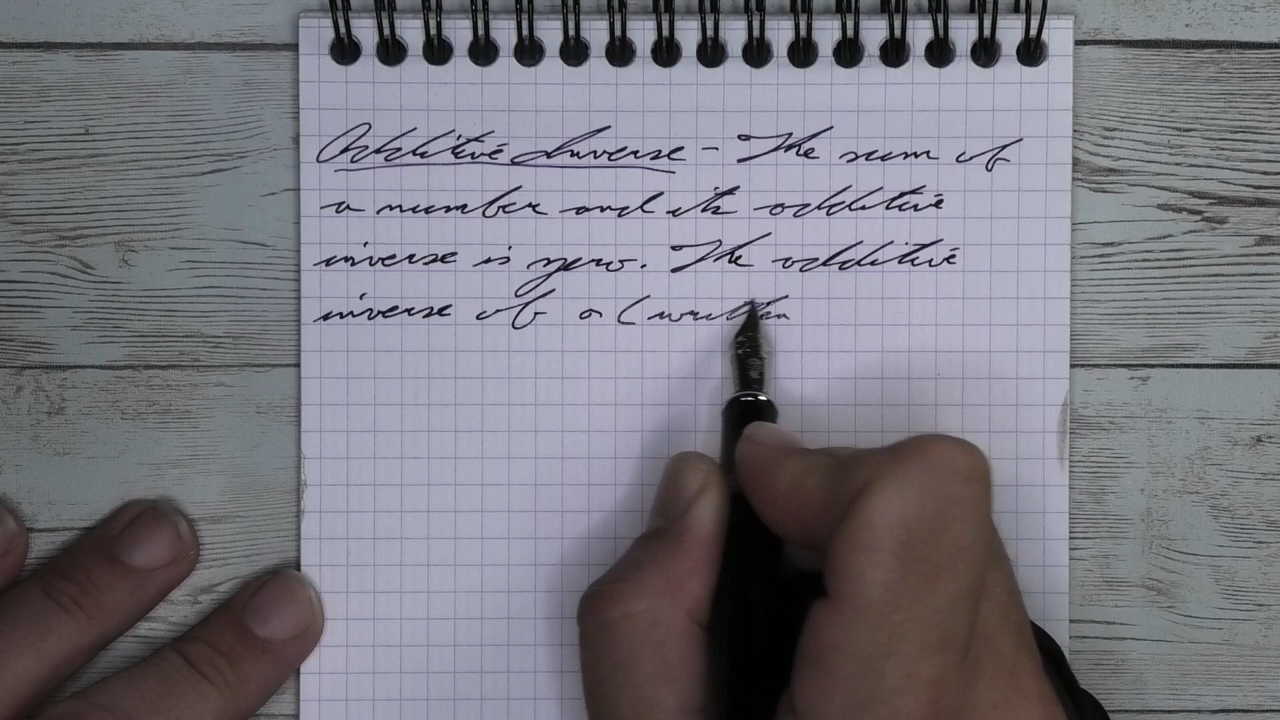 Additive Inverse - The sum of
a number and its additive
inverse is zero. The additive
inverse of a (written